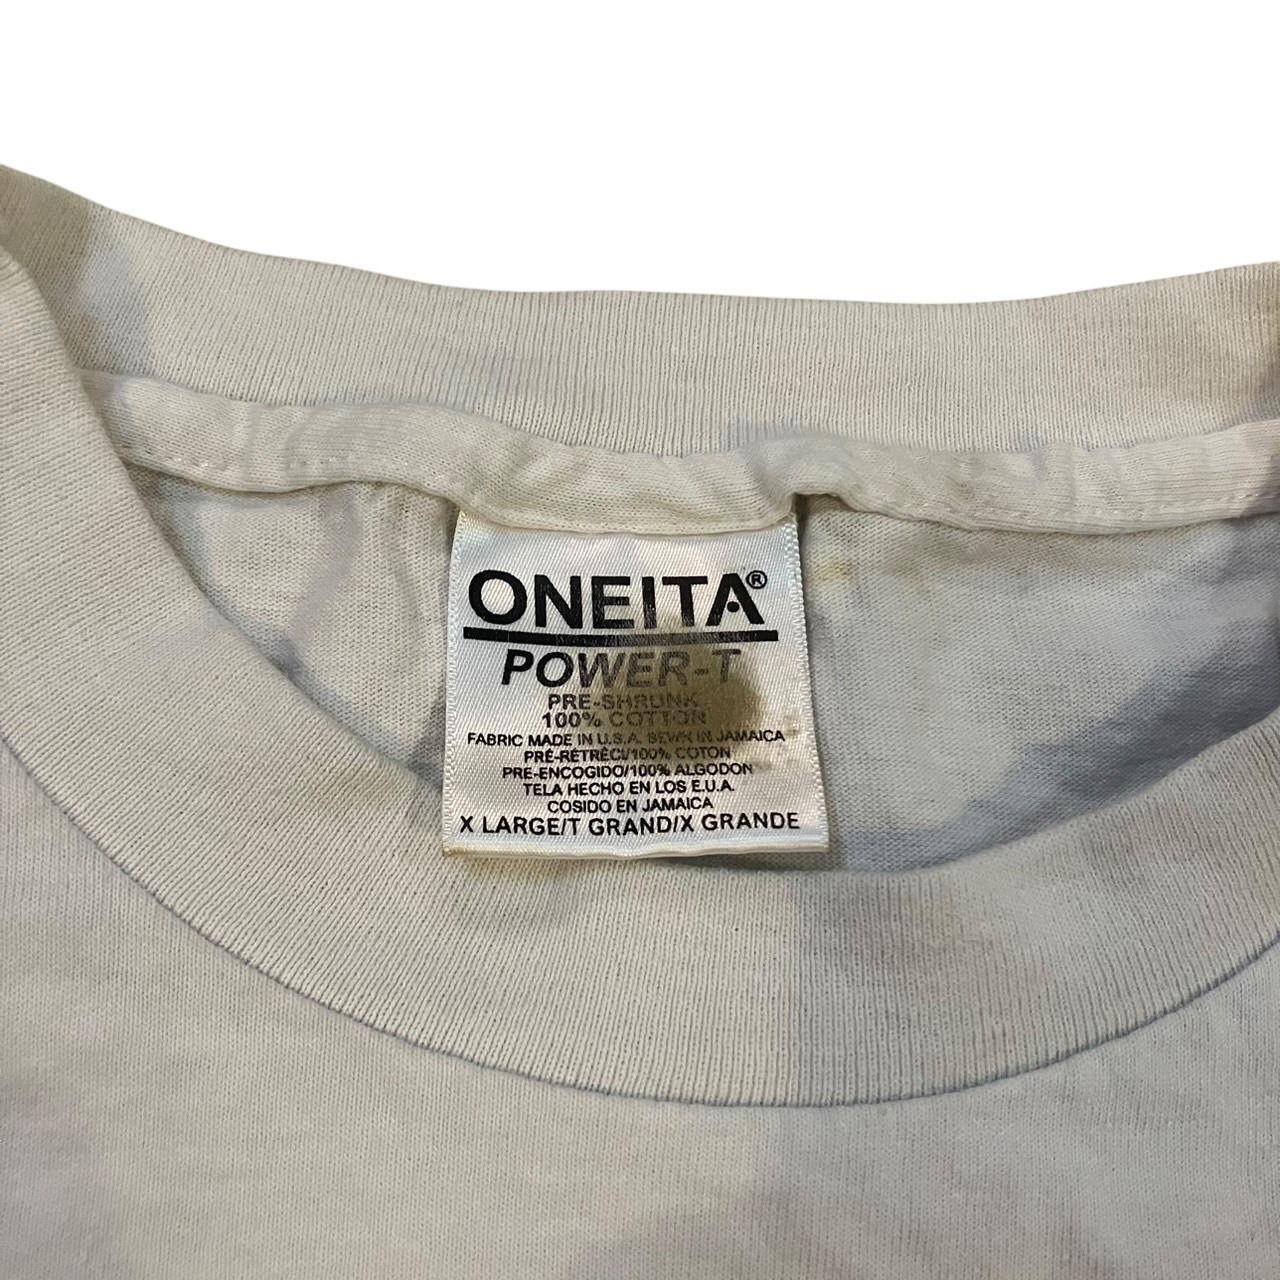 ONEITA®
POWER-T
PRE-SHRUNK
100% COTTON
FABRIC MADE IN U.S.A. SEWN IN JAMAICA
PRÉ-RÉTRÉCI/100% COTON
PRE-ENCOGIDO/100% ALGODON
TELA HECHO EN LOS E.U.A.
COSIDO EN JAMAICA
X LARGE/T GRAND/X GRANDE